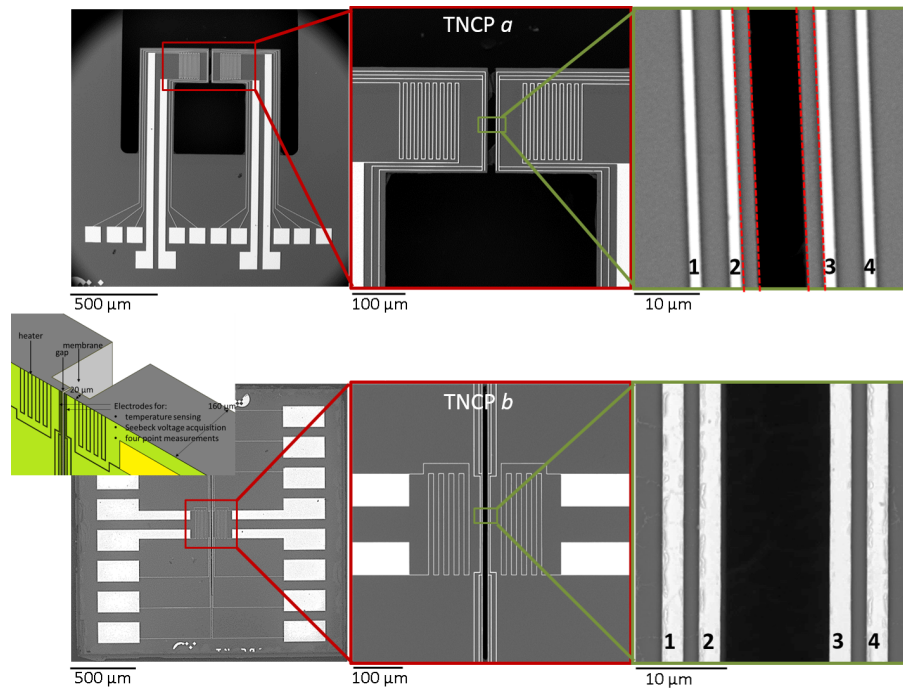 TNCP a
1 2 3 4
500 µm
100 µm
10 µm
heater
membrane
gap
20 µm
Electrodes for:
160 µm
• temperature sensing
• Seebeck voltage acquisition
• four point measurements
TNCP b
1 2 3 4
500 µm
100 µm
10 µm